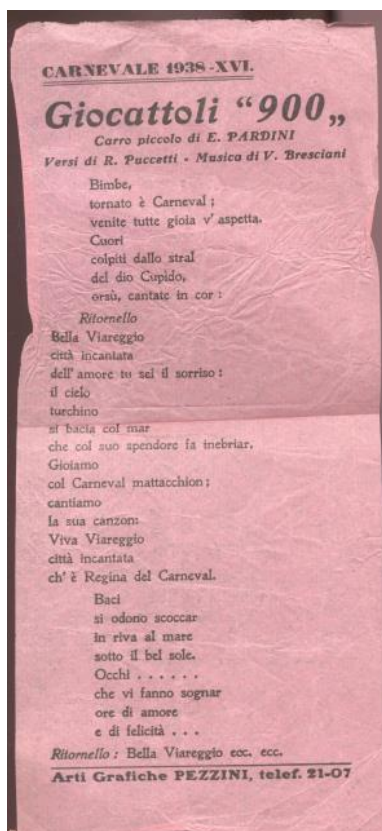 CARNEVALE 1938-XVI.
Giocattoli “900„
Carro piccolo di E. PARDINI
Versi di R. Puccetti - Musica di V. Bresciani
Bimbe,
tornato è Carneval ;
venite tutte gioia v' aspetta.
Cuori
colpiti dallo stral
del dio Cupido,
orsù, cantate in cor :
Ritornello
Bella Viareggio
città incantata
dell' amore tu sei il sorriso :
il cielo
turchino
si bacia col mar
che col suo spendore fa inebriar.
Gioiamo
col Carneval mattacchion ;
cantiamo
la sua canzon:
Viva Viareggio
città incantata
ch' è Regina del Carneval.
Baci
si odono scoccar
in riva al mare
sotto il bel sole.
Occhi . . . . . .
che vi fanno sognar
ore di amore
e di felicità . . .
Ritornello : Bella Viareggio ecc. ecc.
Arti Grafiche PEZZINI, telef. 21-07